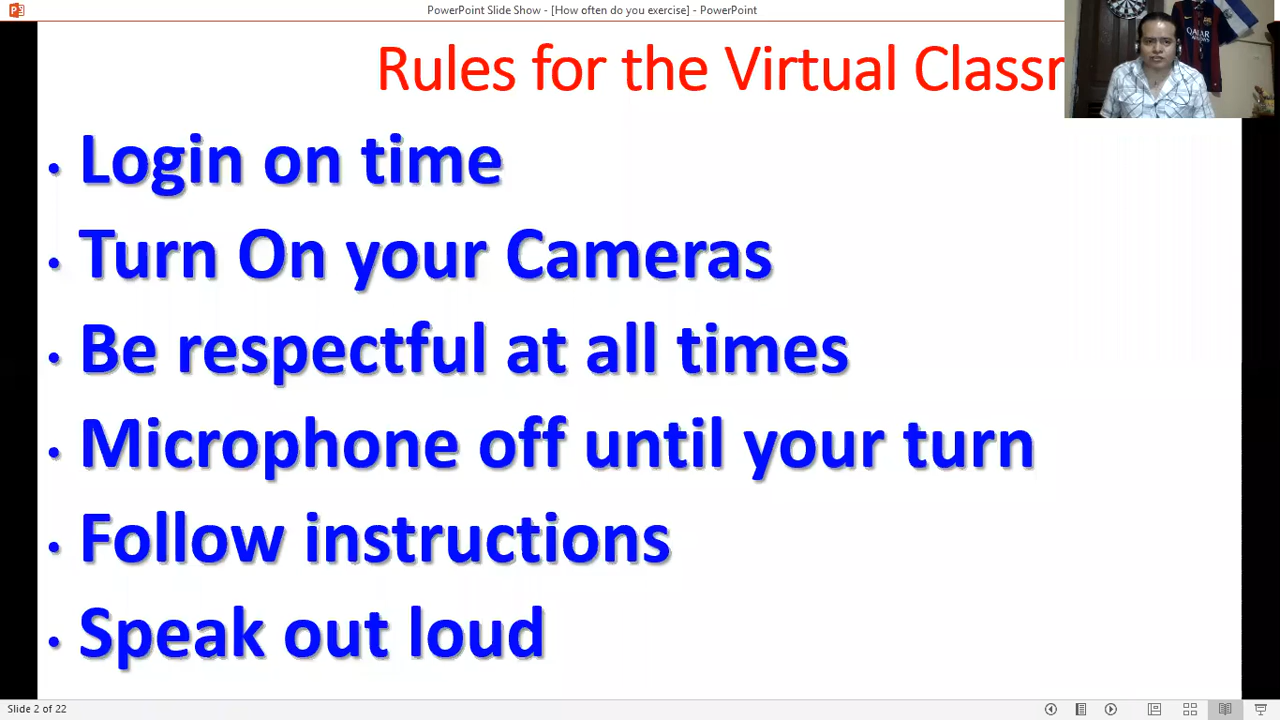 PowerPoint Slide Show - [How often do you exercise] - PowerPoint
Rules for the Virtual Classr
QATAR
• Login on time
• Turn On your Cameras
• Be respectful at all times
• Microphone off until your turn
• Follow instructions
• Speak out loud
Slide 2 of 22